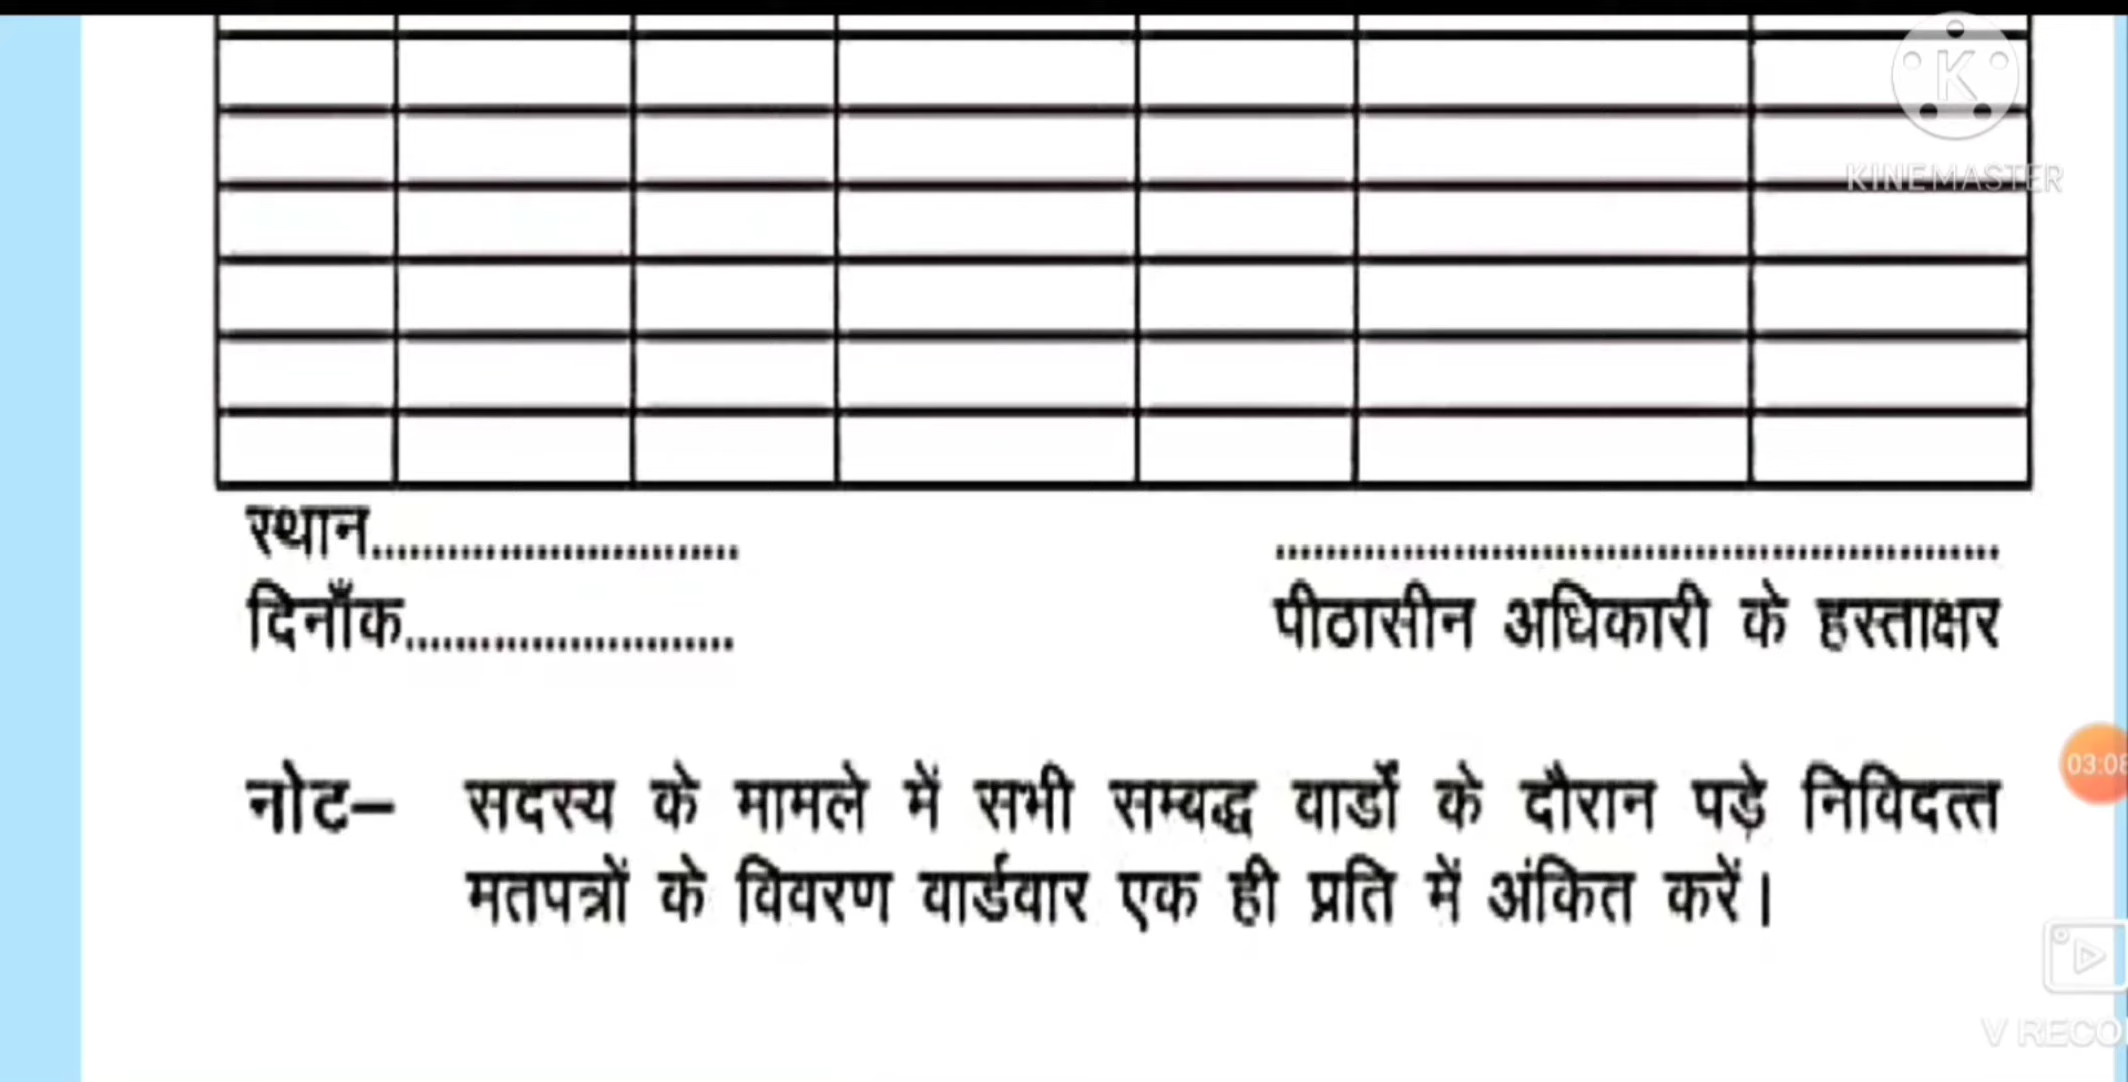 KINEMASTER
स्थान.............................
.........................................................
दिनाँक..........................
पीठासीन अधिकारी के हस्ताक्षर
नोट– सदस्य के मामले में सभी सम्बद्ध वार्डों के दौरान पड़े निविदत्त
03:08
मतपत्रों के विवरण वार्डवार एक ही प्रति में अंकित करें।
V RECO